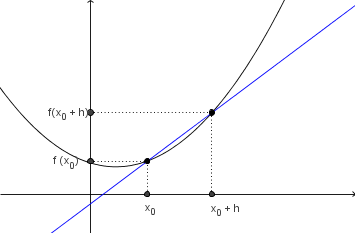 f(x₀ + h)
f (x₀)
x₀
x₀ + h